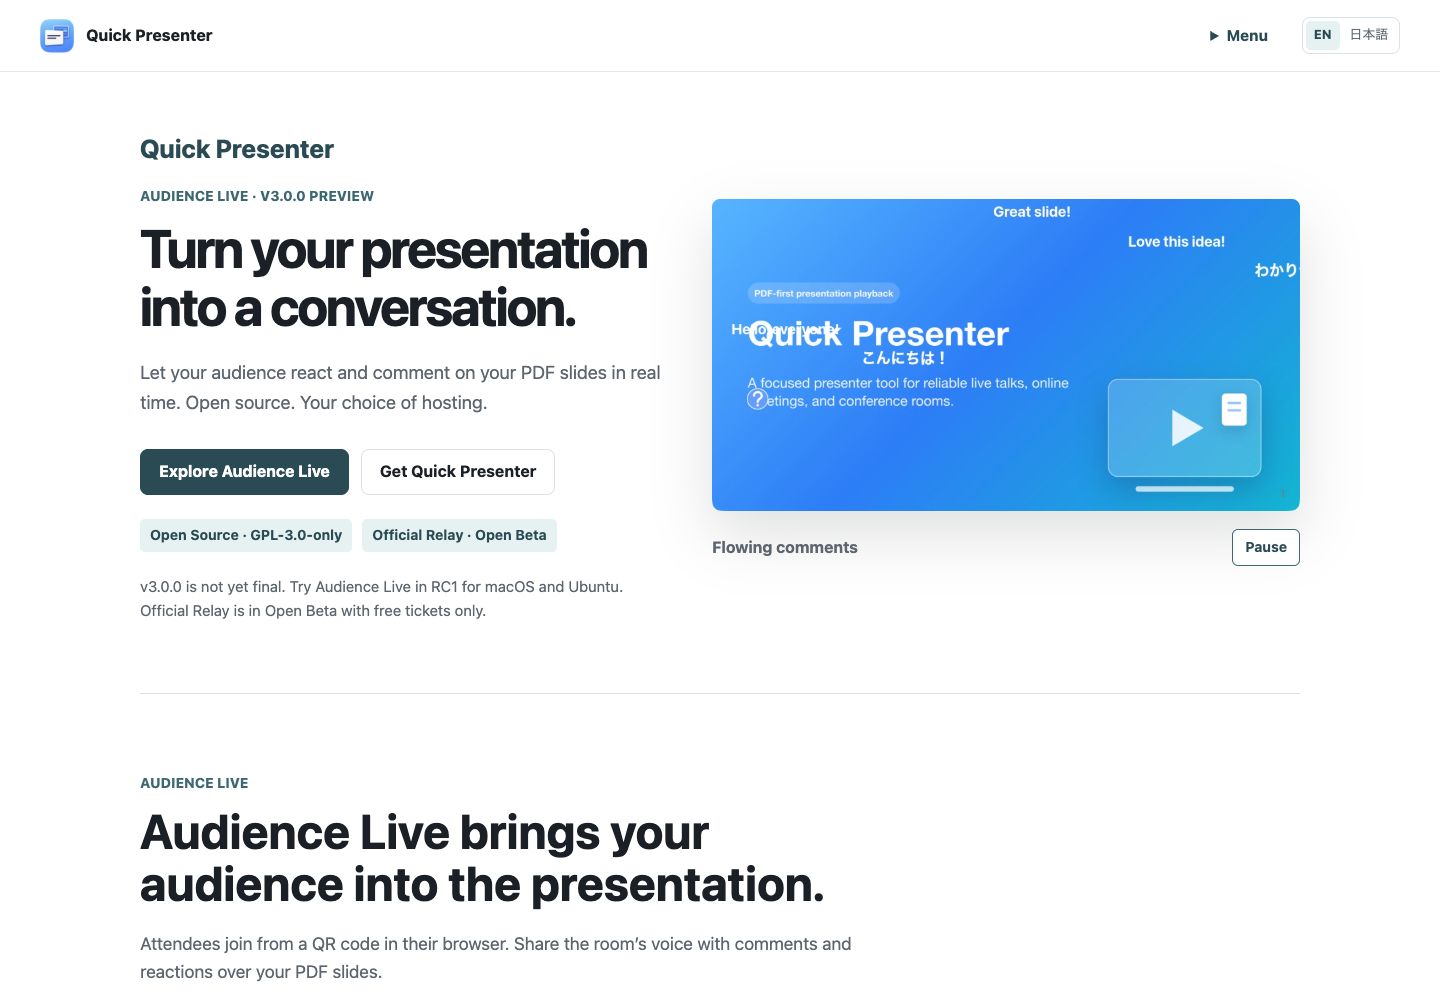 Quick Presenter
Menu
EN
日本語
Quick Presenter
AUDIENCE LIVE · V3.0.0 PREVIEW
Turn your presentation
into a conversation.
Let your audience react and comment on your PDF slides in real
time. Open source. Your choice of hosting.
Explore Audience Live
Get Quick Presenter
Open Source · GPL-3.0-only
Official Relay · Open Beta
v3.0.0 is not yet final. Try Audience Live in RC1 for macOS and Ubuntu.
Official Relay is in Open Beta with free tickets only.
Great slide!
Love this idea!
わかり
PDF-first presentation playback
Hello everyone!
Quick Presenter
こんにちは！
A focused presenter tool for reliable live talks, online
?
etings, and conference rooms.
Flowing comments
Pause
AUDIENCE LIVE
Audience Live brings your
audience into the presentation.
Attendees join from a QR code in their browser. Share the room’s voice with comments and
reactions over your PDF slides.